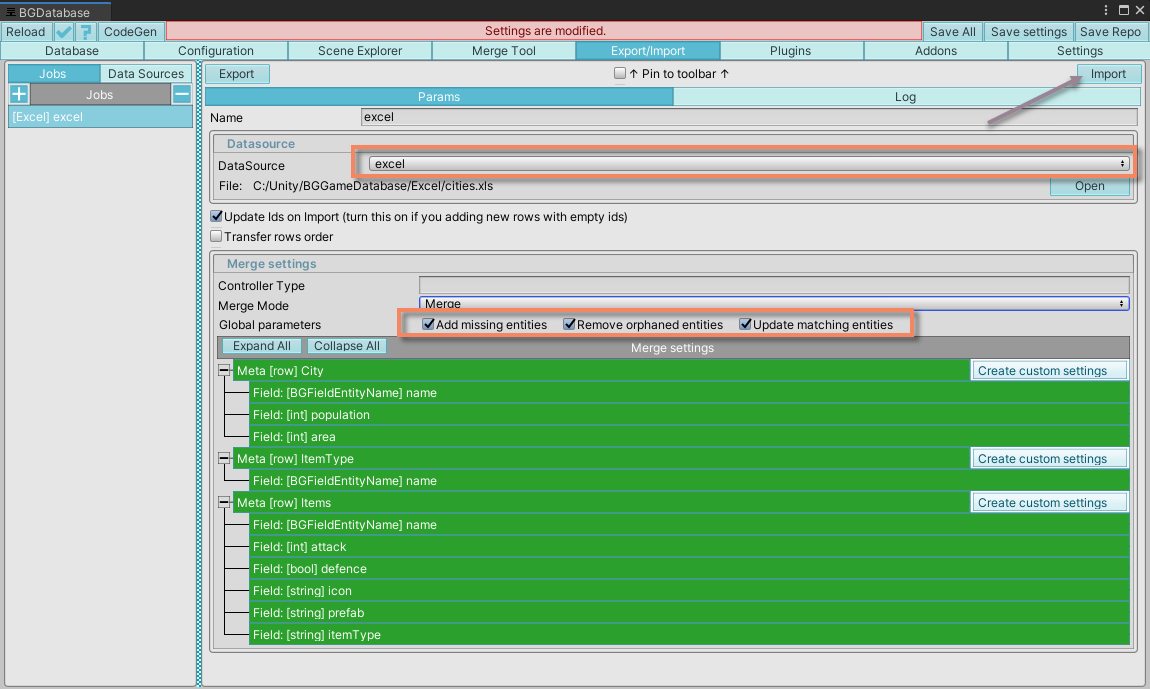 BGDatabase
Reload ? CodeGen Settings are modified. Save All Save settings Save Repo
Database Configuration Scene Explorer Merge Tool Export/Import Plugins Addons Settings
Jobs Data Sources
Jobs
[Excel] excel
Export ↑ Pin to toolbar ↑ Import
Params Log
Name excel
Datasource
DataSource excel
File: C:/Unity/BGGameDatabase/Excel/cities.xls Open
Update Ids on Import (turn this on if you adding new rows with empty ids)
Transfer rows order
Merge settings
Controller Type
Merge Mode Merge
Global parameters Add missing entities Remove orphaned entities Update matching entities
Expand All Collapse All Merge settings
Meta [row] City Create custom settings
Field: [BGFieldEntityName] name
Field: [int] population
Field: [int] area
Meta [row] ItemType Create custom settings
Field: [BGFieldEntityName] name
Meta [row] Items Create custom settings
Field: [BGFieldEntityName] name
Field: [int] attack
Field: [bool] defence
Field: [string] icon
Field: [string] prefab
Field: [string] itemType